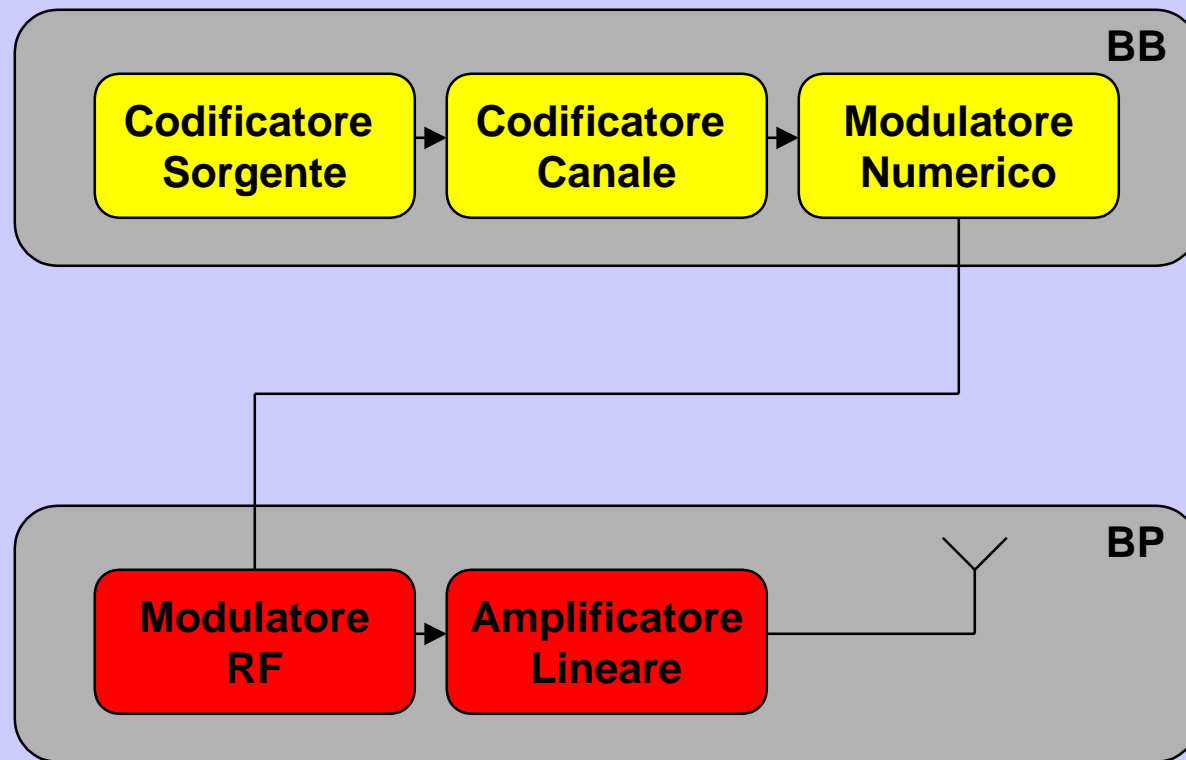 BB
Codificatore
Sorgente
Codificatore
Canale
Modulatore
Numerico
BP
Modulatore
RF
Amplificatore
Lineare